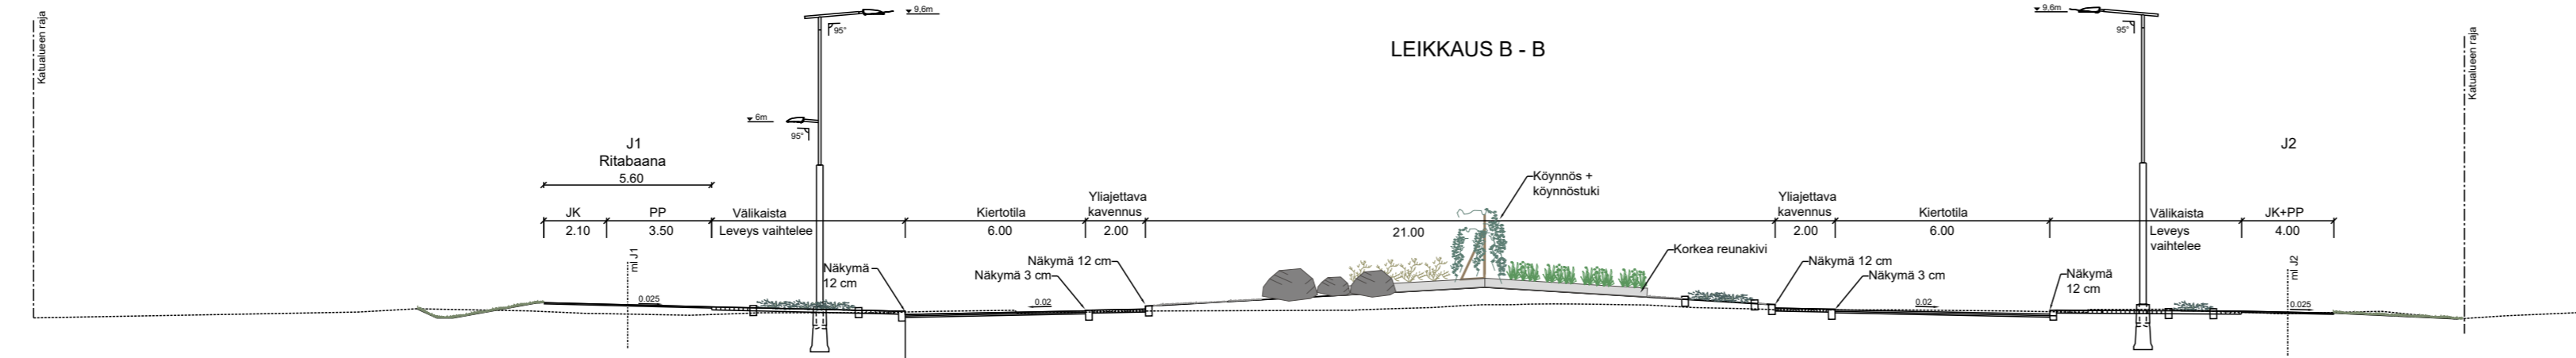 LEIKKAUS B - B
Katualueen raja
9,6m
95°
6m
95°
9,6m
95°
Katualueen raja
J1
Ritabaana
5.60
J2
Köynnös +
köynnöstuki
JK
PP
Välikaista
Kiertotila
Yliajettava
kavennus
Yliajettava
kavennus
Kiertotila
Välikaista
JK+PP
2.10
3.50
Leveys vaihtelee
6.00
2.00
21.00
2.00
6.00
Leveys
vaihtelee
4.00
ml J1
Näkymä
12 cm
Näkymä 12 cm
Näkymä 3 cm
Korkea reunakivi
Näkymä 12 cm
Näkymä 3 cm
Näkymä
12 cm
ml J2
0.025
0.02
0.02
0.025